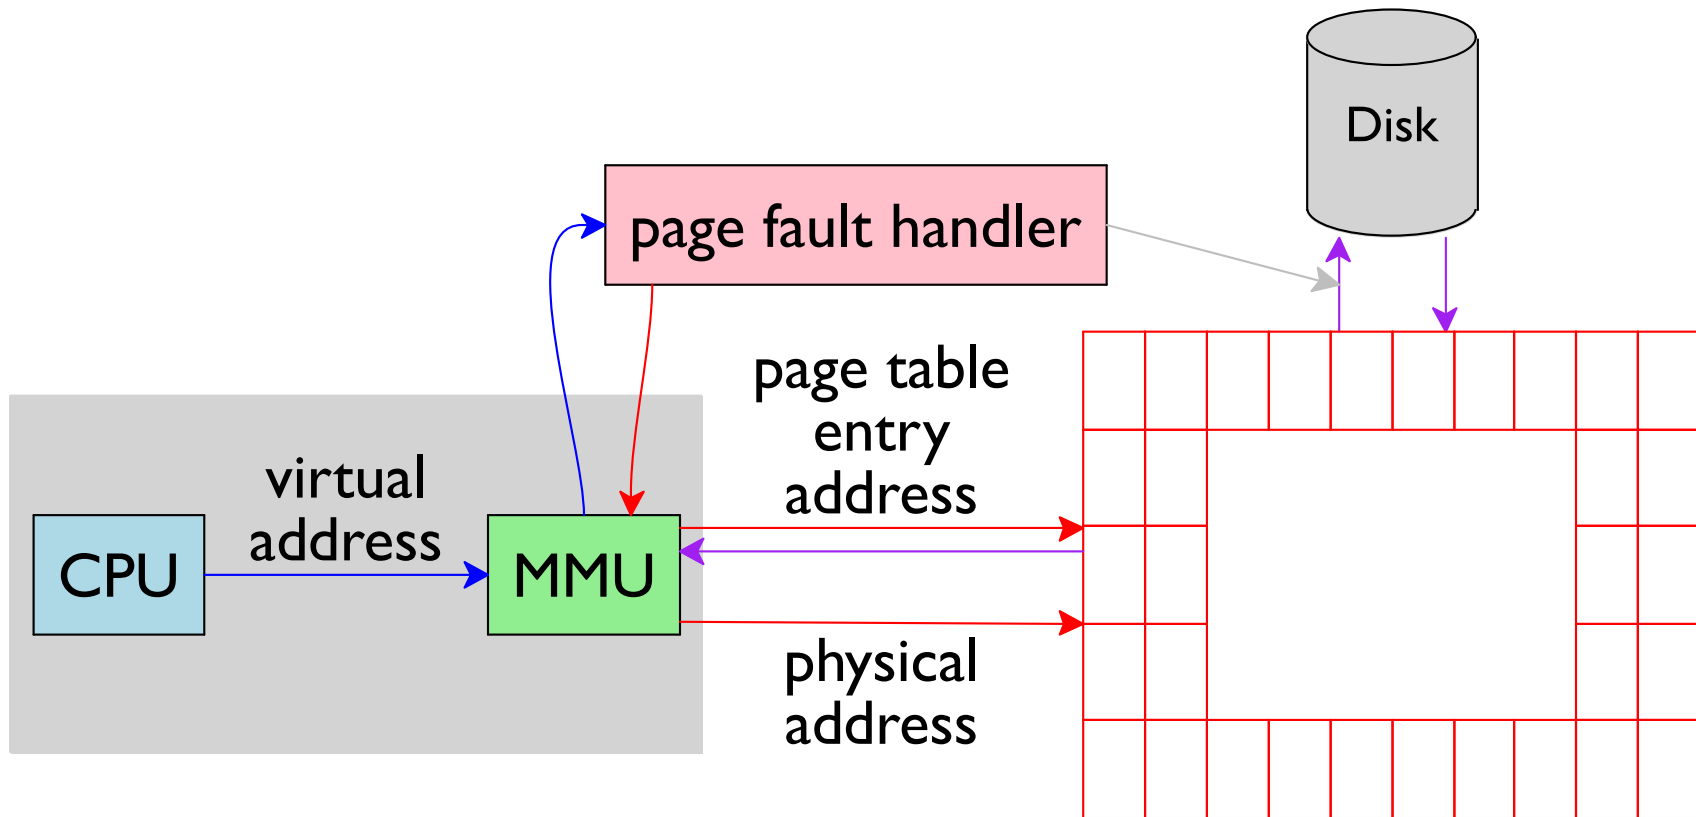 Disk
page fault handler
page table
entry
address
virtual
address
CPU
MMU
physical
address